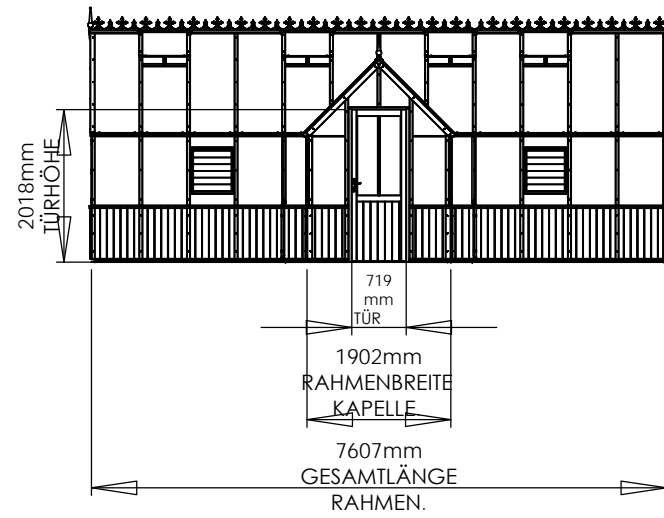 2018mm
TÜRHÖHE
719
mm
TÜR
1902mm
RAHMENBREITE
KAPELLE
7607mm
GESAMTLÄNGE
RAHMEN.